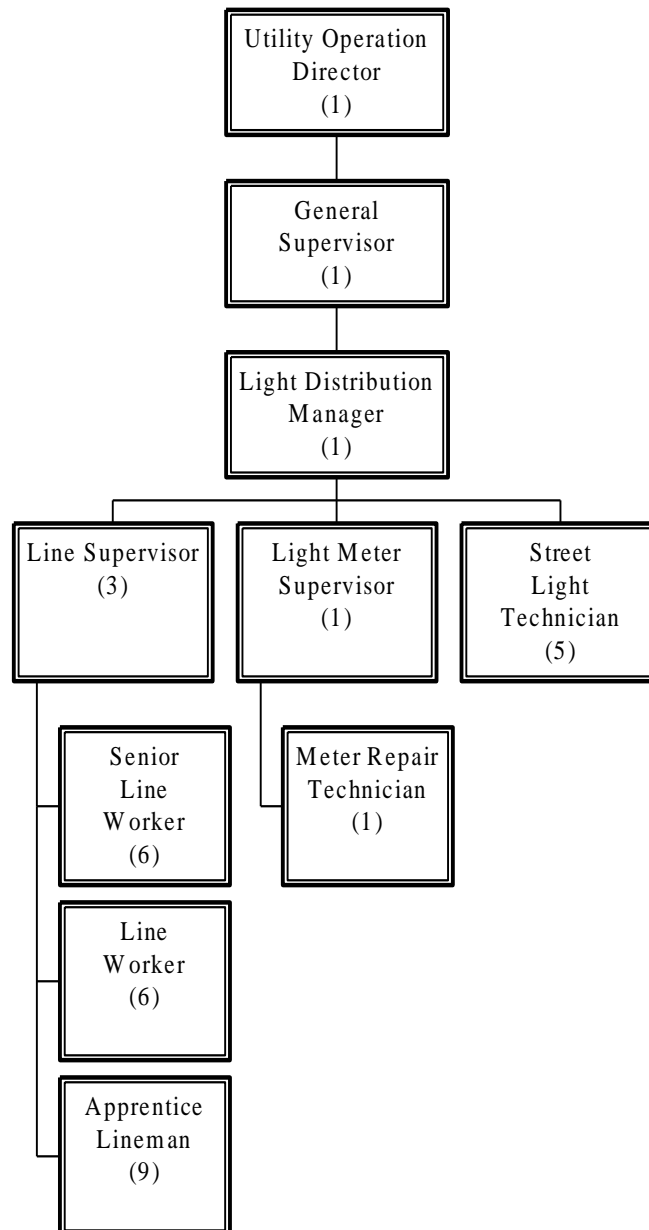 Utility Operation
Director
(1)
General
Supervisor
(1)
Light Distribution
Manager
(1)
Line Supervisor
(3)
Light Meter
Supervisor
(1)
Street
Light
Technician
(5)
Senior
Line
Worker
(6)
Meter Repair
Technician
(1)
Line
Worker
(6)
Apprentice
Lineman
(9)